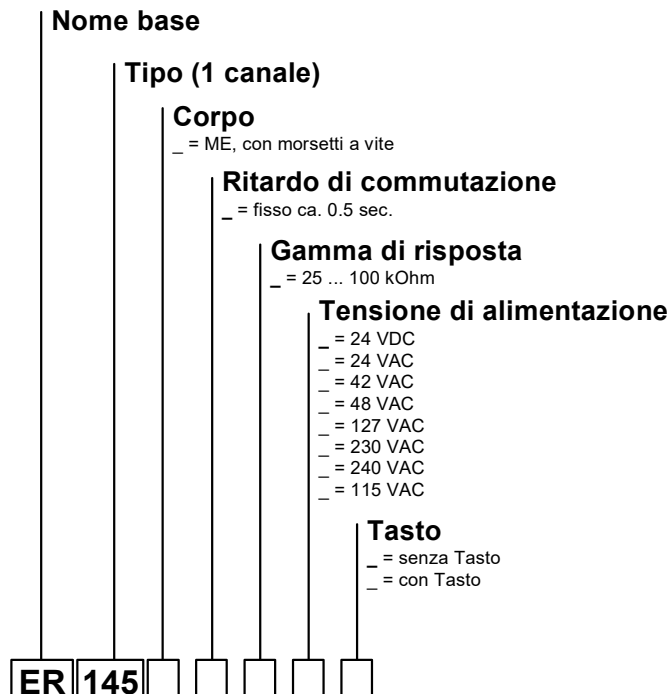 Nome base
Tipo (1 canale)
Corpo
_ = ME, con morsetti a vite
Ritardo di commutazione
_ = fisso ca. 0.5 sec.
Gamma di risposta
_ = 25 ... 100 kOhm
Tensione di alimentazione
_ = 24 VDC
_ = 24 VAC
_ = 42 VAC
_ = 48 VAC
_ = 127 VAC
_ = 230 VAC
_ = 240 VAC
_ = 115 VAC
Tasto
_ = senza Tasto
_ = con Tasto
ER 145